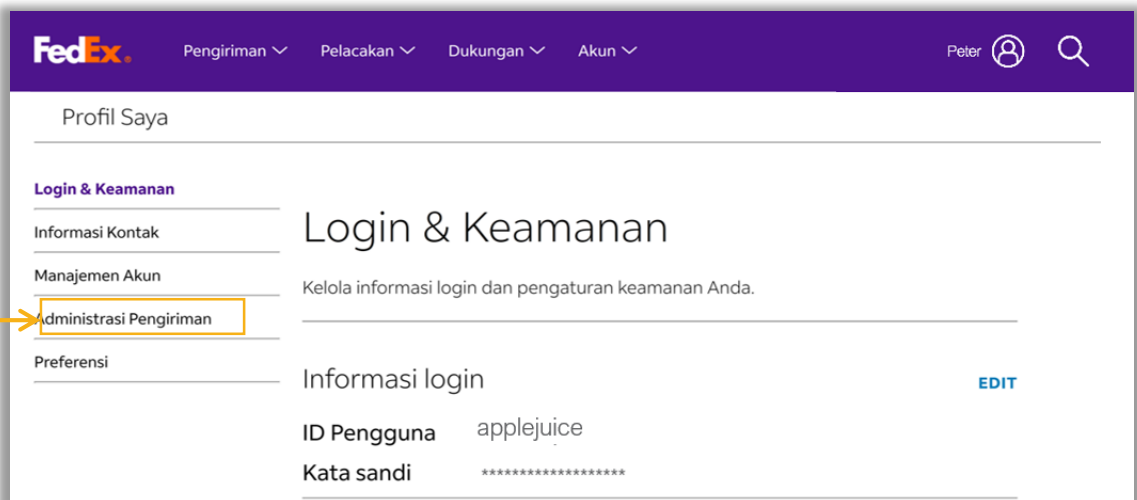 FedEx. Pengiriman Pelacakan Dukungan Akun Peter
Profil Saya
Login & Keamanan
Informasi Kontak
Manajemen Akun
Administrasi Pengiriman
Preferensi
Login & Keamanan
Kelola informasi login dan pengaturan keamanan Anda.
Informasi login EDIT
ID Pengguna applejuice
Kata sandi *******************